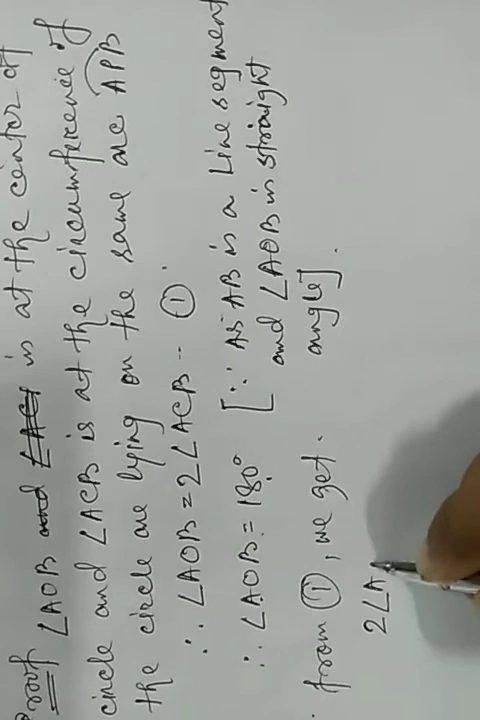 Proof ∠AOB is at the center of
circle and ∠ACB is at the circumference of
the circle are lying on the same arc APB
∴ ∠AOB = 2∠ACB -- ①
∴ ∠AOB = 180° [∵ AS AB is a line segment
and ∠AOB is straight
angle].
from ①, we get.
2∠A